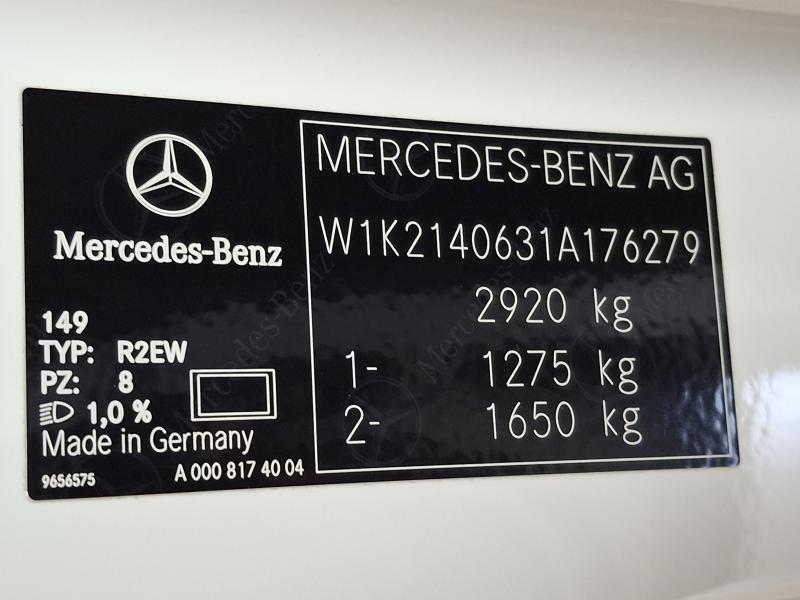 Mercedes-Benz
149
TYP: R2EW
PZ: 8
1,0 %
Made in Germany
9656575
A 000 817 40 04
MERCEDES-BENZ AG
W1K2140631A176279
2920 kg
1- 1275 kg
2- 1650 kg